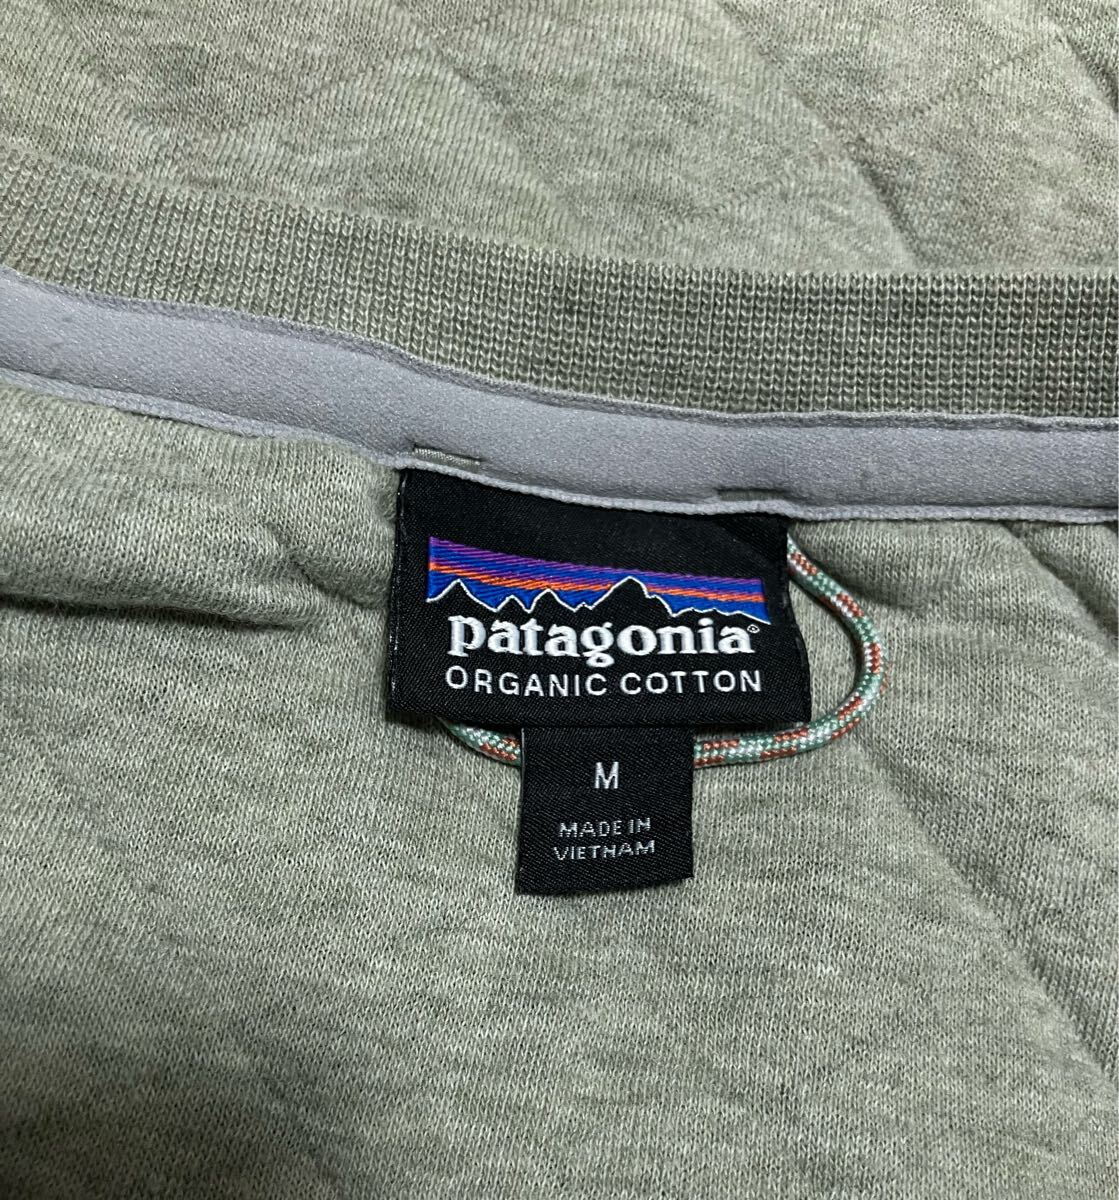 patagonia®
ORGANIC COTTON
M
MADE IN
VIETNAM